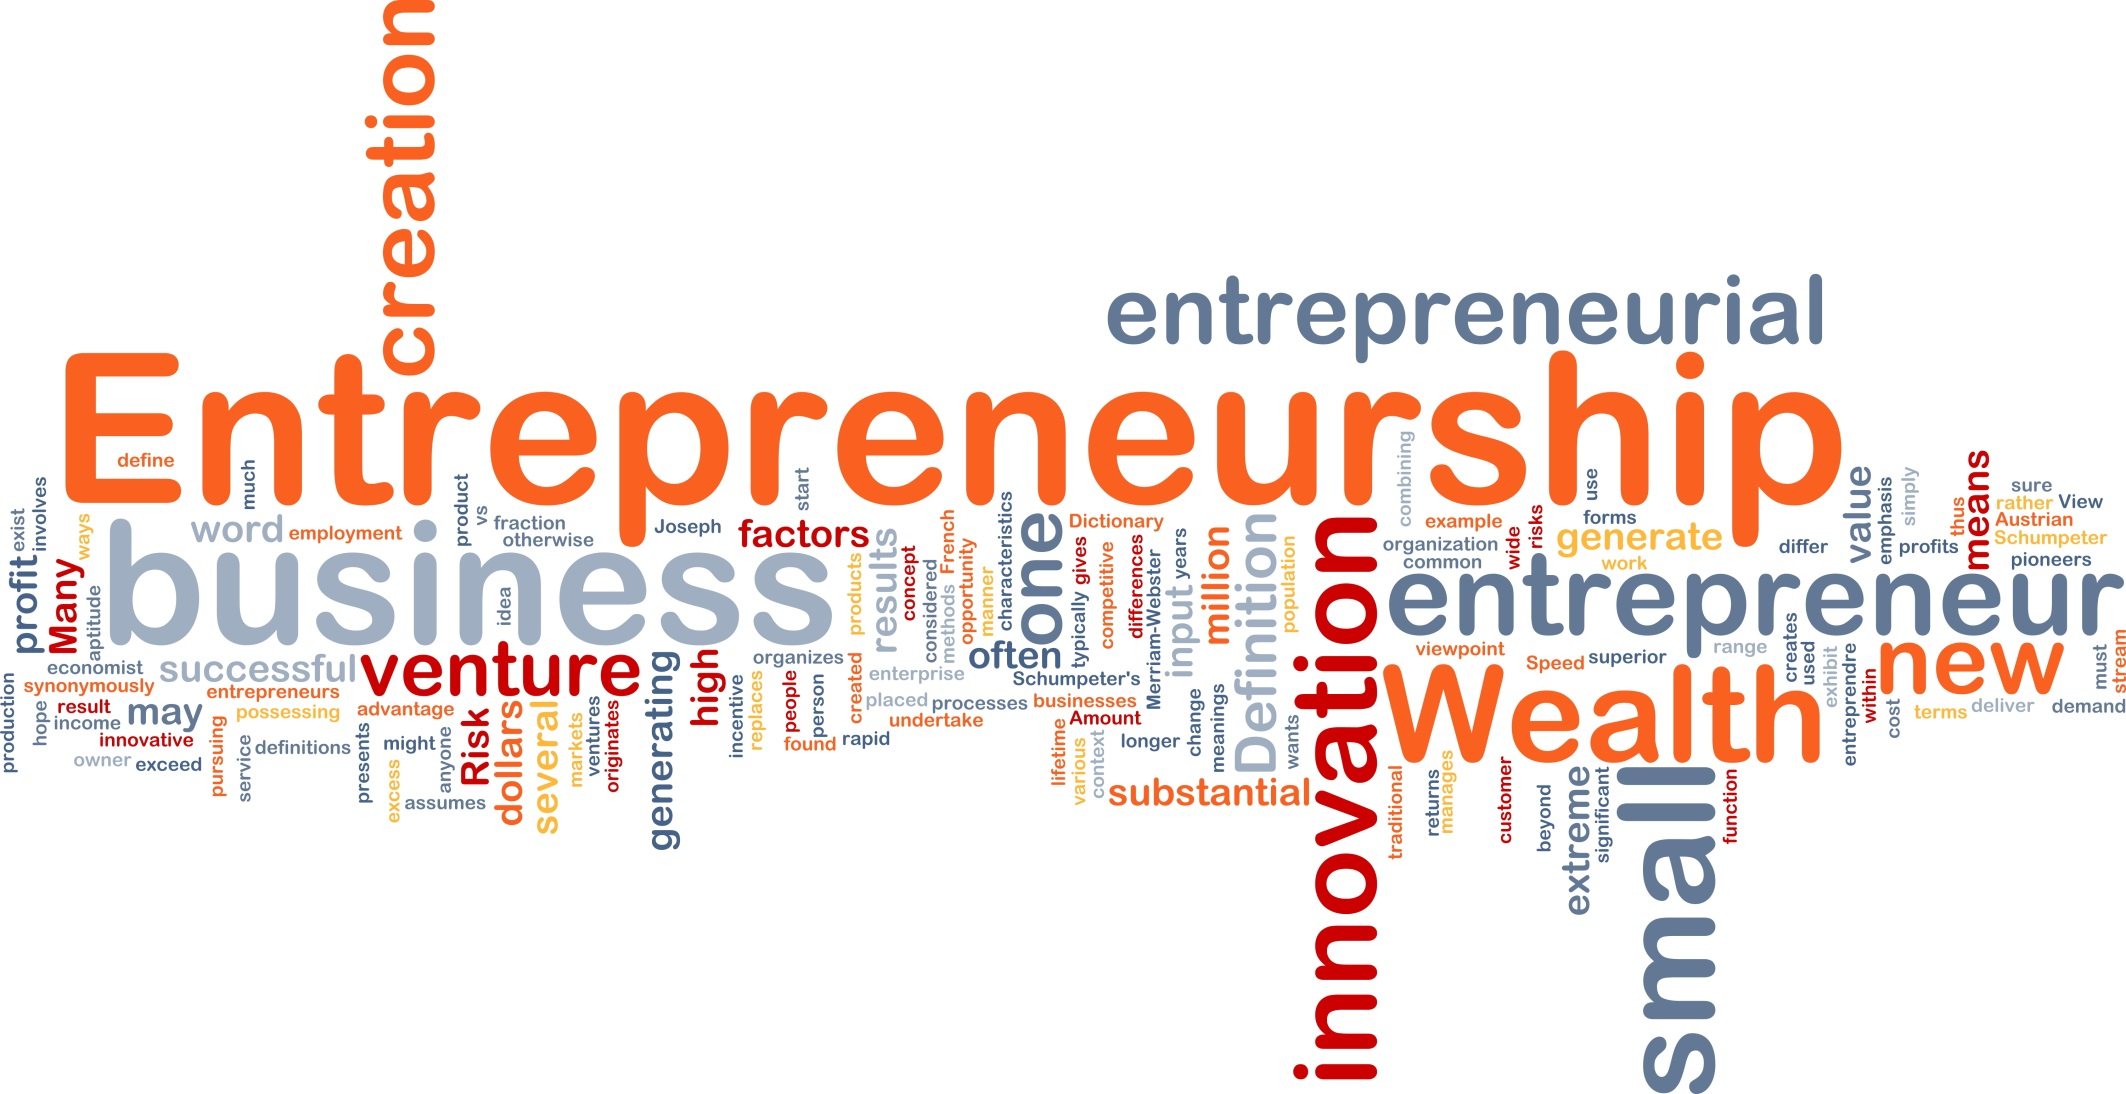 creation
entrepreneurial
Entrepreneurship
define
much
product
vs
fraction
otherwise
start
Joseph
word
employment
factors
business
idea
exist
involves
ways
profit
Many
aptitude
economist
synonymously
successful
entrepreneurs
possessing
venture
advantage
production
hope
result
income
may
innovative
owner
exceed
pursuing
service
definitions
presents
might
excess
anyone
assumes
Risk
dollars
several
markets
ventures
originates
generating
high
incentive
replaces
people
person
found
organizes
created
rapid
products
results
concept
considered
methods
French
opportunity
manner
characteristics
enterprise
placed
processes
undertake
one
often
Schumpeter's
businesses
Amount
Dictionary
typically
gives
competitive
differences
Merriam-Webster
input
years
million
Definition
population
lifetime
various
context
longer
change
meanings
wants
substantial
innovation
combining
example
organization
common
wide
risks
use
forms
generate
work
differ
value
emphasis
simply
profits
thus
means
sure
rather
View
Austrian
Schumpeter
pioneers
entrepreneur
viewpoint
Speed
superior
range
creates
used
exhibit
entreprendre
within
cost
new
terms
deliver
must
stream
demand
Wealth
traditional
returns
manages
customer
beyond
extreme
significant
small
function